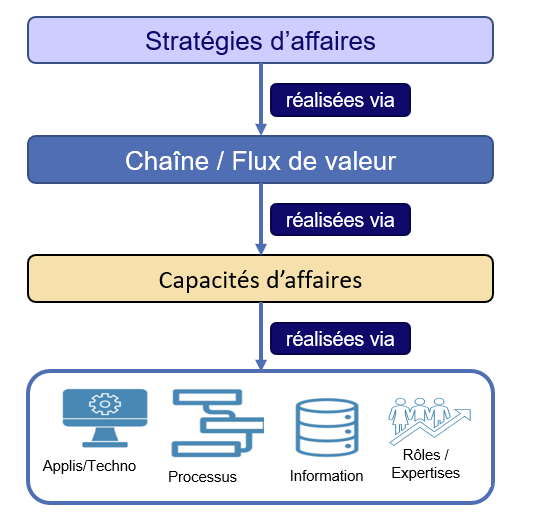 Stratégies d’affaires
réalisées via
Chaîne / Flux de valeur
réalisées via
Capacités d’affaires
réalisées via
Applis/Techno
Processus
Information
Rôles /
Expertises